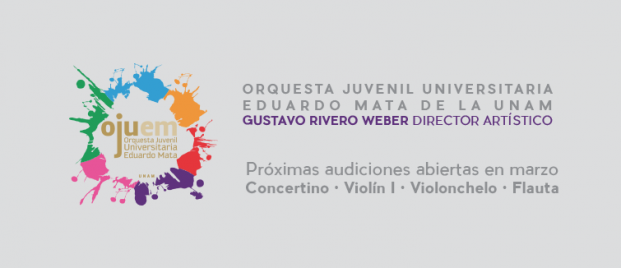 ojuem
Orquesta Juvenil
Universitaria
Eduardo Mata
UNAM
ORQUESTA JUVENIL UNIVERSITARIA
EDUARDO MATA DE LA UNAM
GUSTAVO RIVERO WEBER DIRECTOR ARTÍSTICO
Próximas audiciones abiertas en marzo
Concertino · Violín I · Violonchelo · Flauta